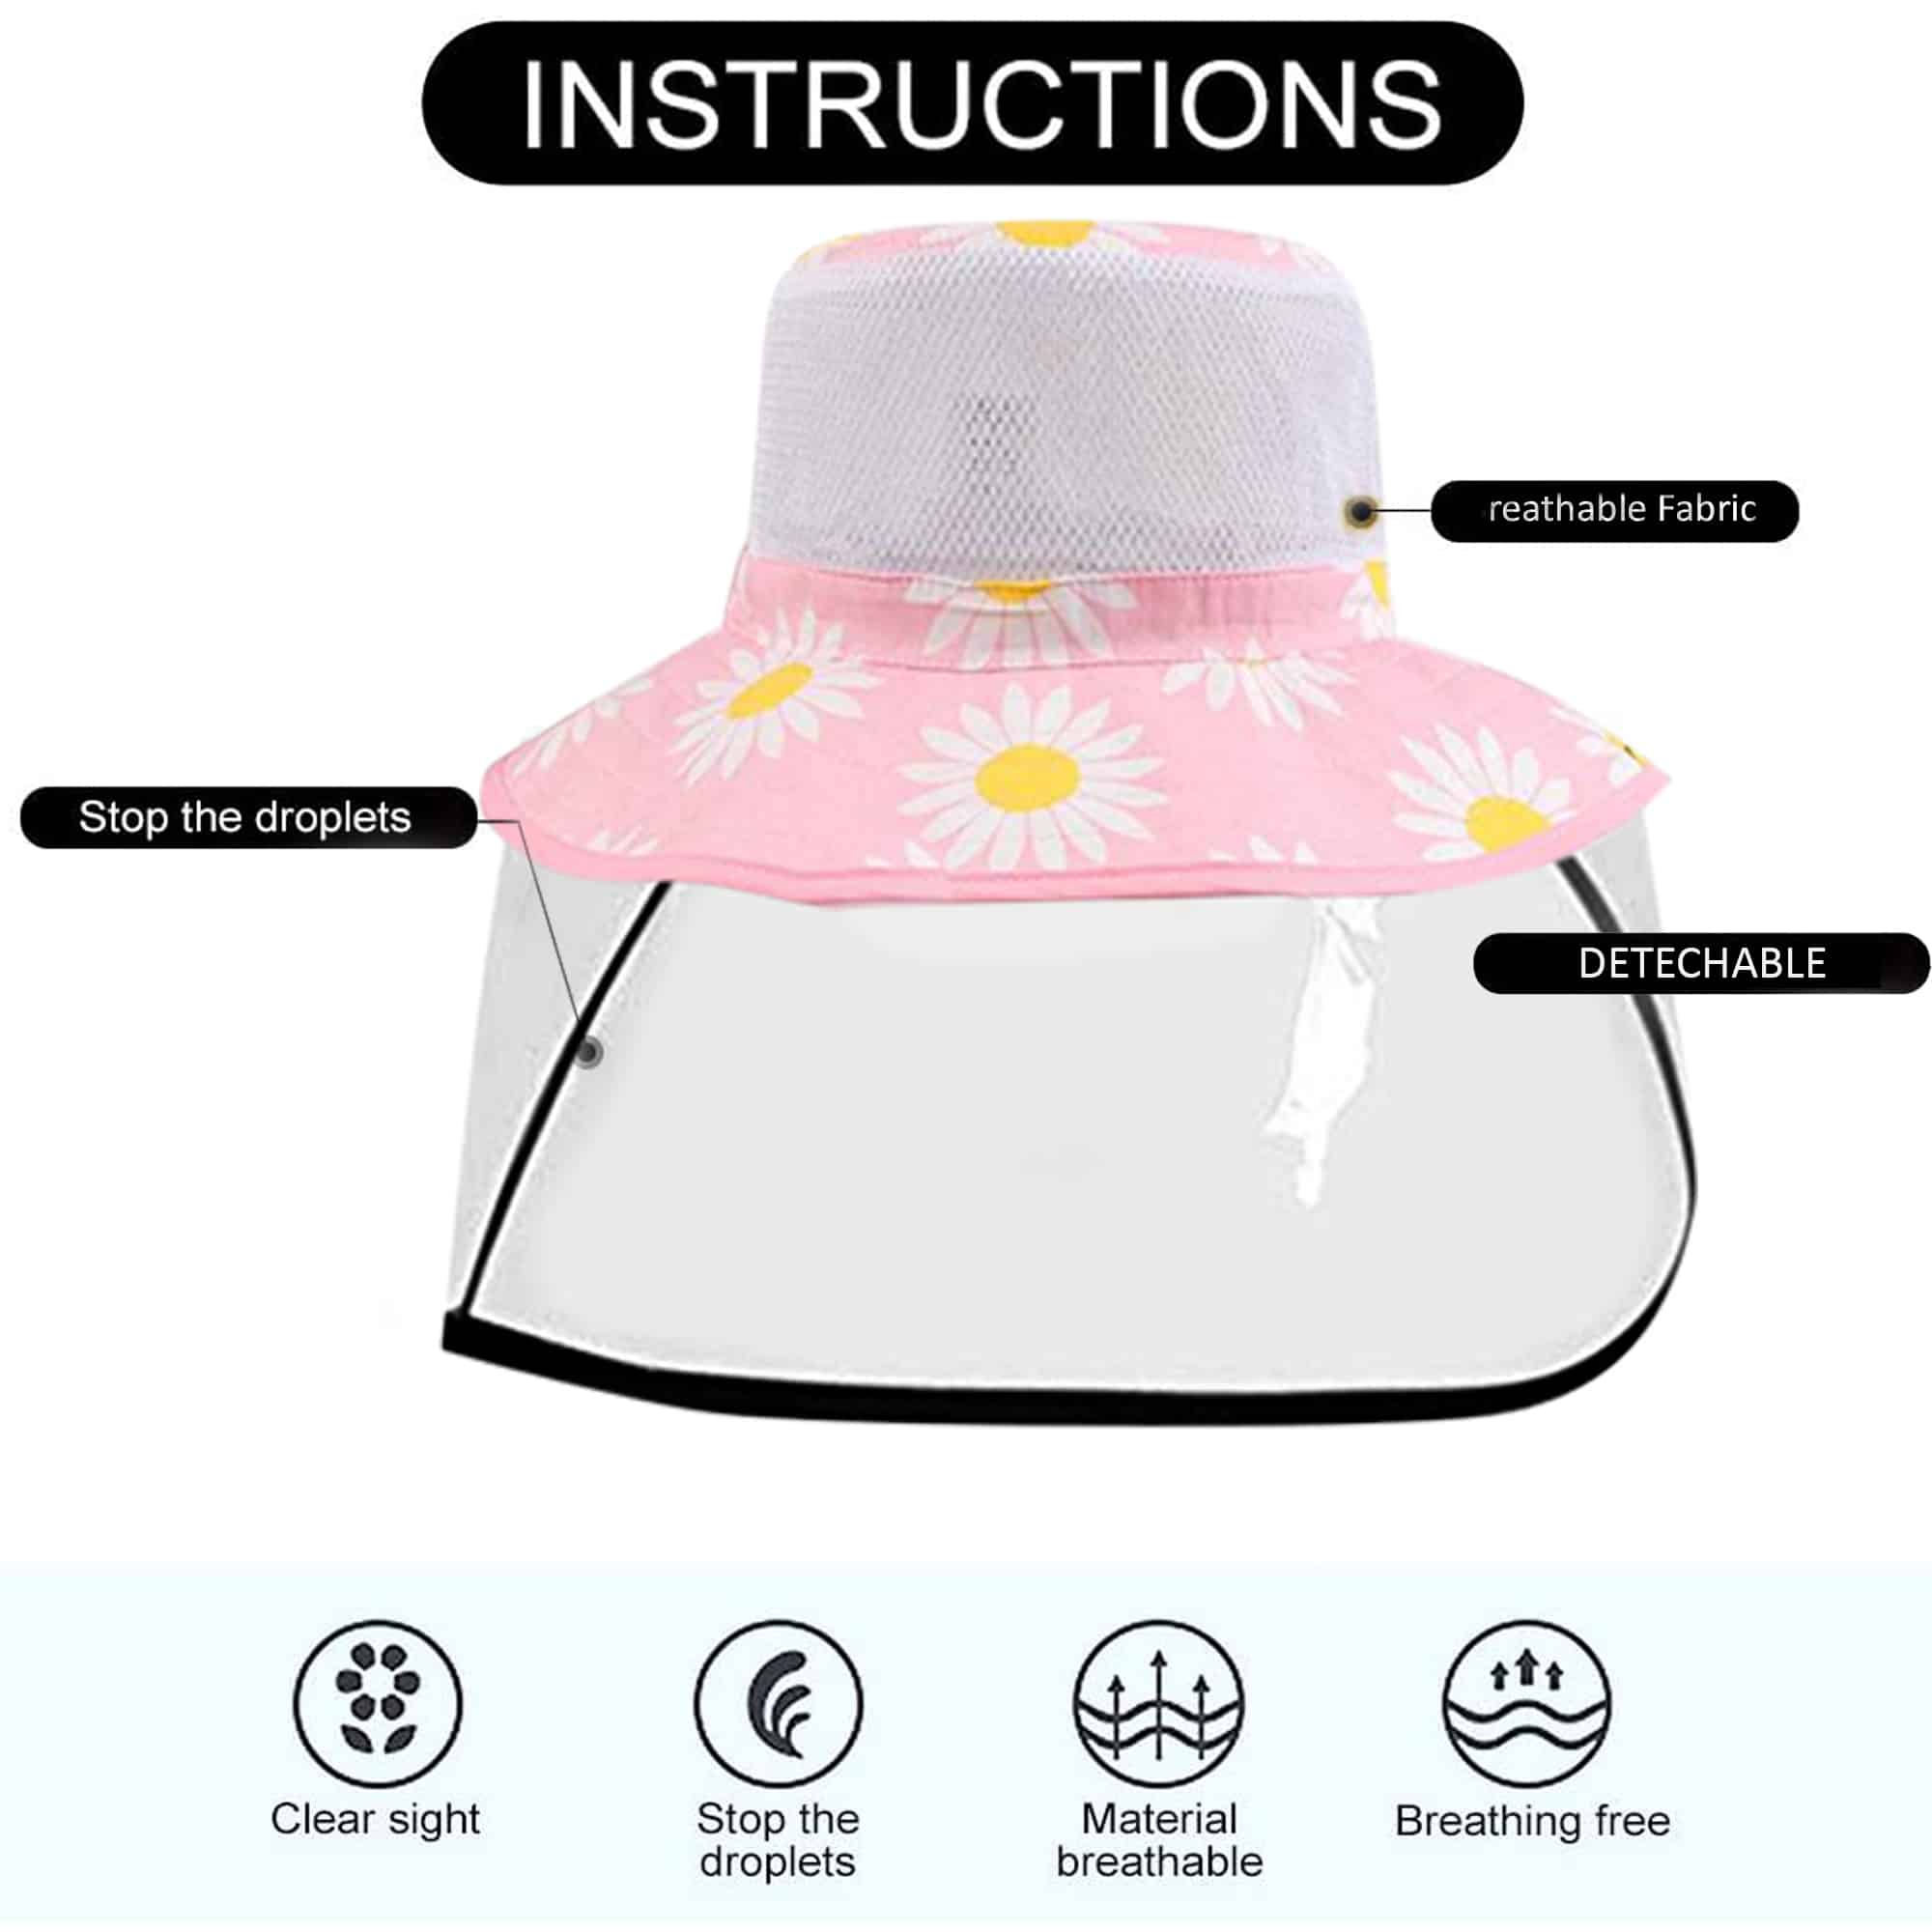 INSTRUCTIONS
reathable Fabric
Stop the droplets
DETECHABLE
Clear sight
Stop the
droplets
Material
breathable
Breathing free